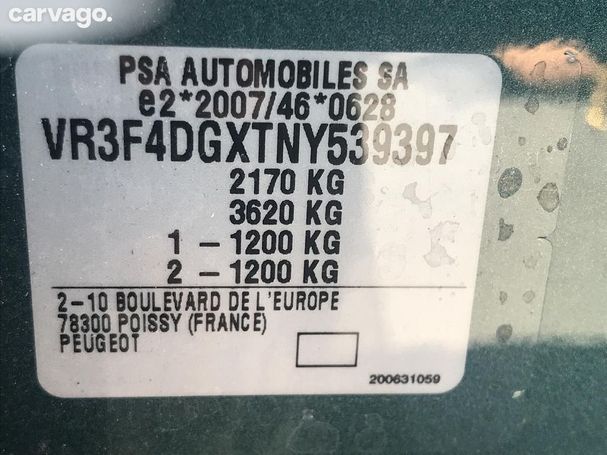 carvago.
PSA AUTOMOBILES SA
e2*2007/46*0628
VR3F4DGXTNY539397
2170 KG
3620 KG
1 – 1200 KG
2 – 1200 KG
2–10 BOULEVARD DE L'EUROPE
78300 POISSY (FRANCE)
PEUGEOT
200631059